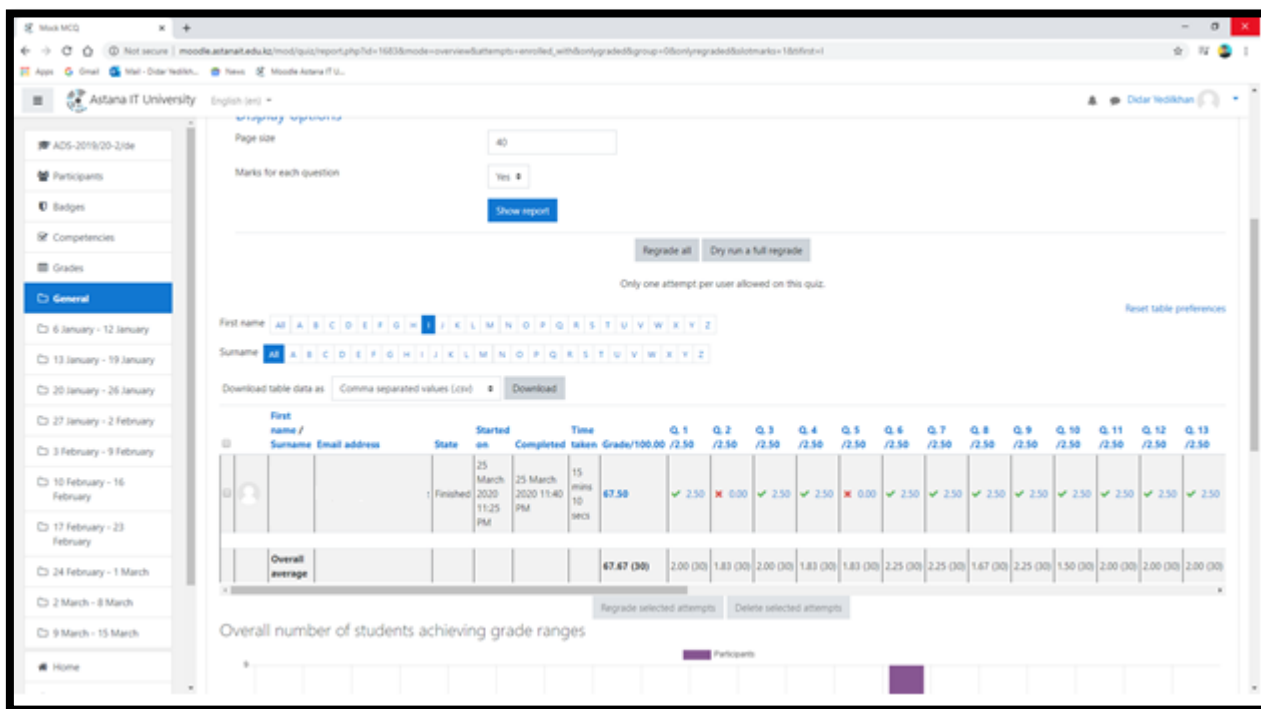 Mock MCQ
Not secure | moodle.astanait.edu.kz/mod/quiz/report.php?id=1683&mode=overview&attempts=enrolled_with&onlygraded&group=0&onlyregraded&slotmarks=1&tifirst=I
Apps Gmail Mail - Didar Yedilkh... News Moodle Astana IT U...
Astana IT University English (en) Didar Yedilkhan
Display options
ADS-2019/20-2/de
Participants
Badges
Competencies
Grades
General
6 January - 12 January
13 January - 19 January
20 January - 26 January
27 January - 2 February
3 February - 9 February
10 February - 16
February
17 February - 23
February
24 February - 1 March
2 March - 8 March
9 March - 15 March
Home
Page size 40
Marks for each question Yes
Show report
Regrade all Dry run a full regrade
Only one attempt per user allowed on this quiz.
Reset table preferences
First name All A B C D E F G H I J K L M N O P Q R S T U V W X Y Z
Surname All A B C D E F G H I J K L M N O P Q R S T U V W X Y Z
Download table data as Comma separated values (.csv) Download
First
name / Started Time Q. 1 Q. 2 Q. 3 Q. 4 Q. 5 Q. 6 Q. 7 Q. 8 Q. 9 Q. 10 Q. 11 Q. 12 Q. 13
Surname Email address State on Completed taken Grade/100.00 /2.50 /2.50 /2.50 /2.50 /2.50 /2.50 /2.50 /2.50 /2.50 /2.50 /2.50 /2.50 /2.50
Finished 25 March 2020 11:25 PM 25 March 2020 11:40 PM 15 mins 10 secs 67.50 2.50 0.00 2.50 2.50 0.00 2.50 2.50 2.50 2.50 2.50 2.50 2.50 2.50
Overall average 67.67 (30) 2.00 (30) 1.83 (30) 2.00 (30) 1.83 (30) 1.83 (30) 2.25 (30) 2.25 (30) 1.67 (30) 2.25 (30) 1.50 (30) 2.00 (30) 2.00 (30) 2.00 (30)
Regrade selected attempts Delete selected attempts
Overall number of students achieving grade ranges
Participants
9